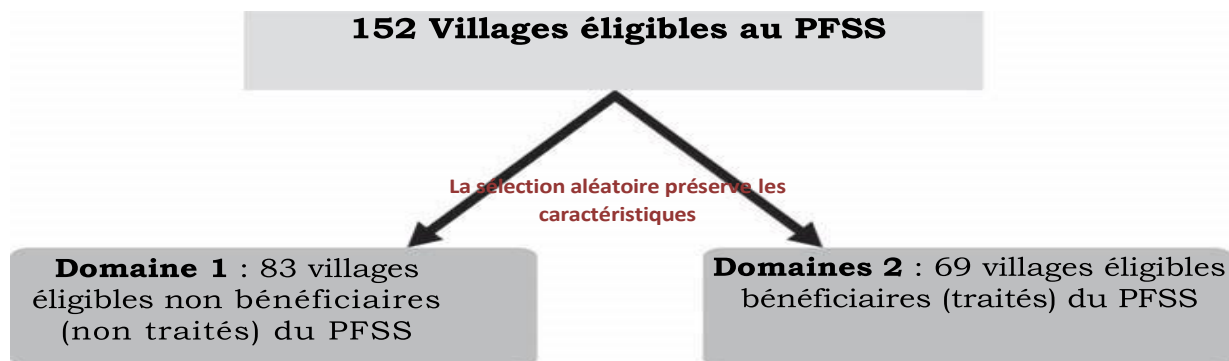 152 Villages éligibles au PFSS
La sélection aléatoire préserve les
caractéristiques
Domaine 1 : 83 villages
éligibles non bénéficiaires
(non traités) du PFSS
Domaines 2 : 69 villages éligibles
bénéficiaires (traités) du PFSS